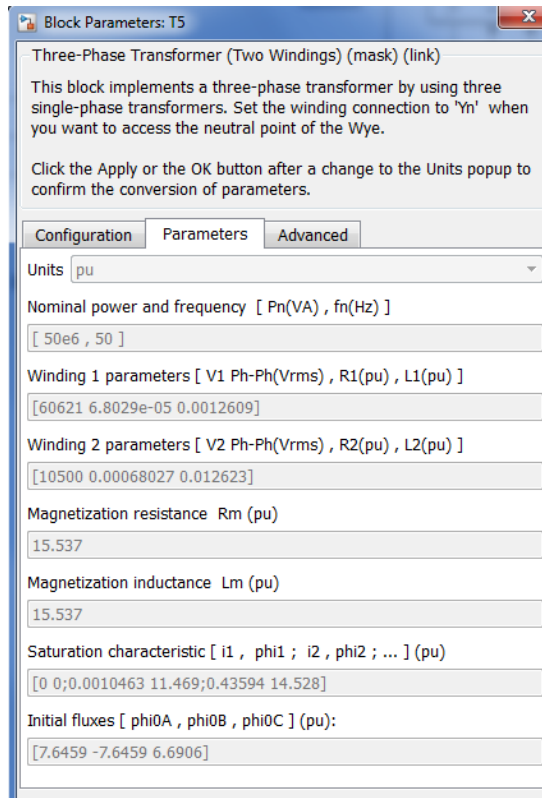 Block Parameters: T5
Three-Phase Transformer (Two Windings) (mask) (link)
This block implements a three-phase transformer by using three
single-phase transformers. Set the winding connection to 'Yn' when
you want to access the neutral point of the Wye.
Click the Apply or the OK button after a change to the Units popup to
confirm the conversion of parameters.
Configuration Parameters Advanced
Units pu
Nominal power and frequency [ Pn(VA) , fn(Hz) ]
[ 50e6 , 50 ]
Winding 1 parameters [ V1 Ph-Ph(Vrms) , R1(pu) , L1(pu) ]
[60621 6.8029e-05 0.0012609]
Winding 2 parameters [ V2 Ph-Ph(Vrms) , R2(pu) , L2(pu) ]
[10500 0.00068027 0.012623]
Magnetization resistance Rm (pu)
15.537
Magnetization inductance Lm (pu)
15.537
Saturation characteristic [ i1 , phi1 ; i2 , phi2 ; ... ] (pu)
[0 0;0.0010463 11.469;0.43594 14.528]
Initial fluxes [ phi0A , phi0B , phi0C ] (pu):
[7.6459 -7.6459 6.6906]